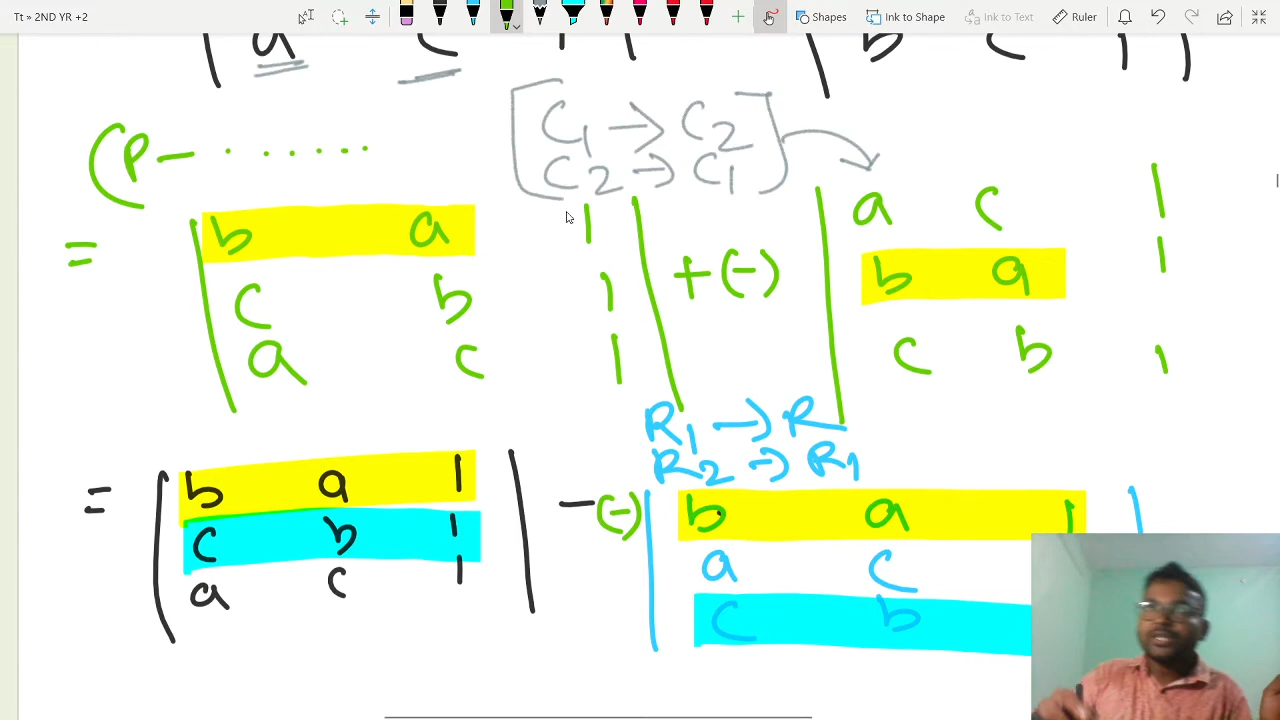 Tt » 2ND YR +2
Shapes Ink to Shape Ink to Text Ruler
a c 1 b c 1
C1 → C2
C2 → C1
(P – . . . . . .
= | b a 1 | + (-) | a c 1
c b 1 b a 1
a c 1 | c b 1
R1 → R
R2 → R1
= | b a 1 | - (-) | b a 1 |
c b 1 a c
a c 1 c b